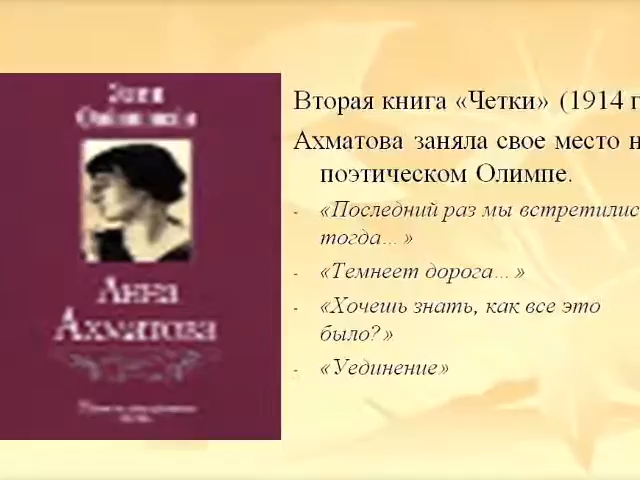 Анна
Ахматова
Вторая книга «Четки» (1914 г
Ахматова заняла свое место н
поэтическом Олимпе.
- «Последний раз мы встретилис
тогда...»
- «Темнеет дорога...»
- «Хочешь знать, как все это
было?»
- «Уединение»